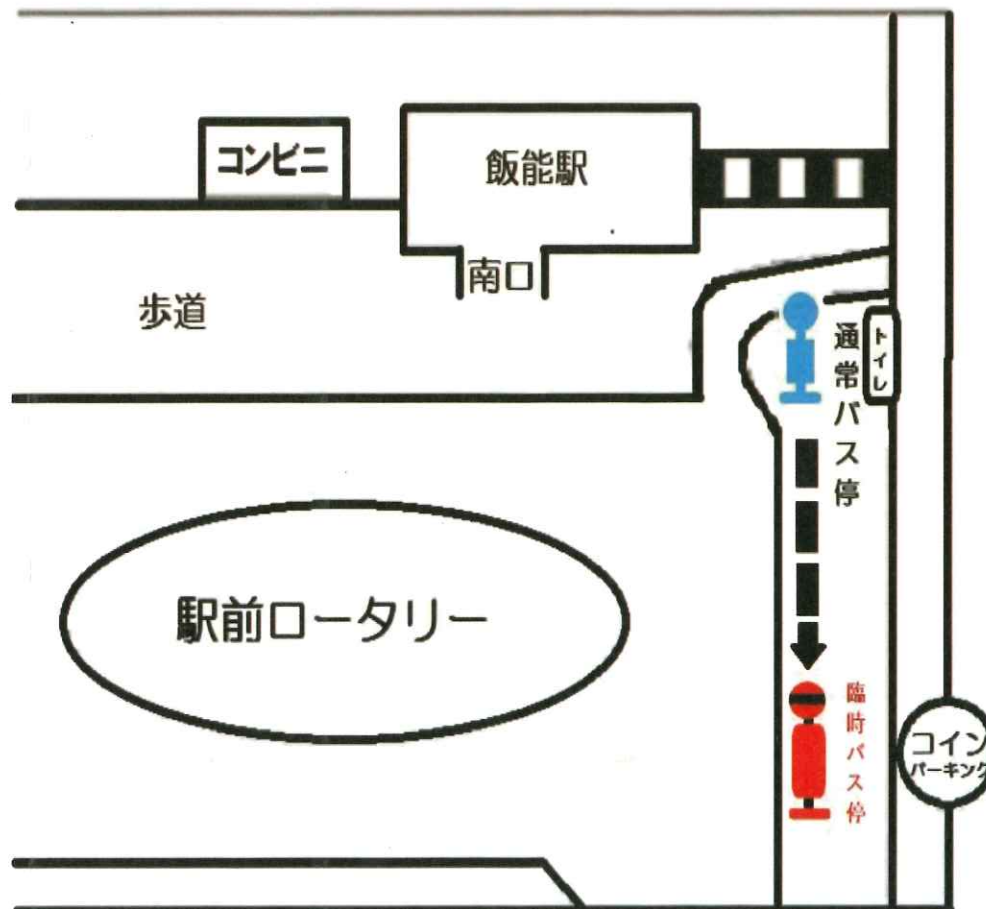 コンビニ
飯能駅
南口
歩道
通常バス停
トイレ
駅前ロータリー
臨時バス停
コイン
パーキング